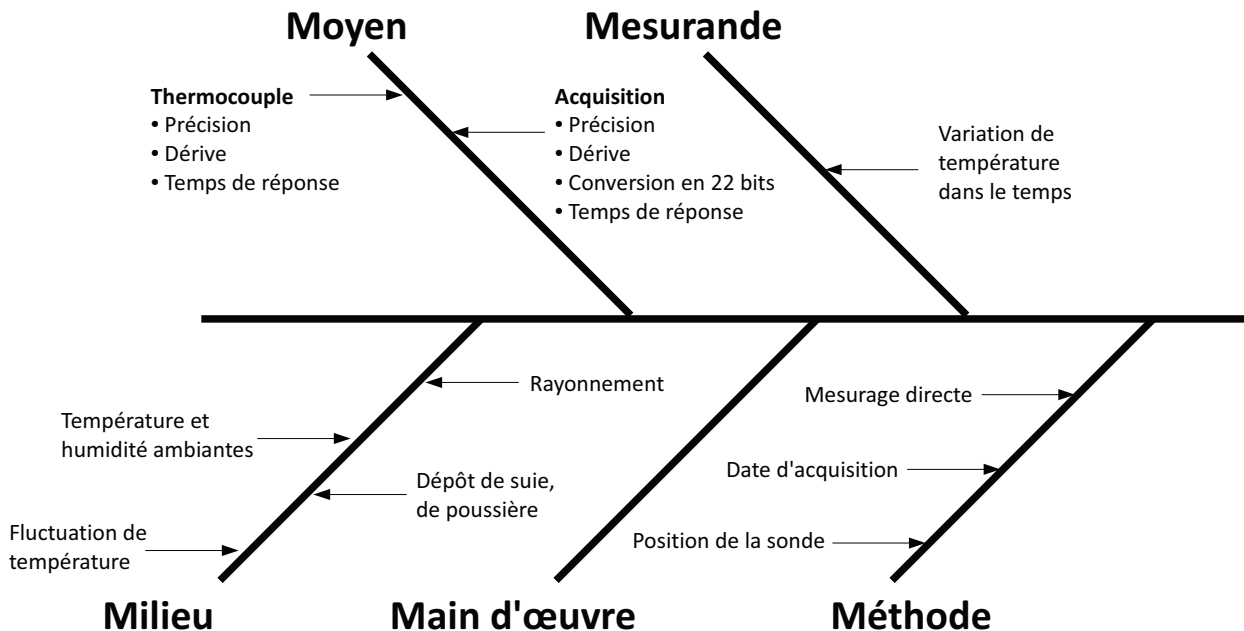 Moyen
Mesurande
Thermocouple
• Précision
• Dérive
• Temps de réponse
Acquisition
• Précision
• Dérive
• Conversion en 22 bits
• Temps de réponse
Variation de
température
dans le temps
Rayonnement
Température et
humidité ambiantes
Dépôt de suie,
de poussière
Fluctuation de
température
Mesurage directe
Date d'acquisition
Position de la sonde
Milieu
Main d'œuvre
Méthode